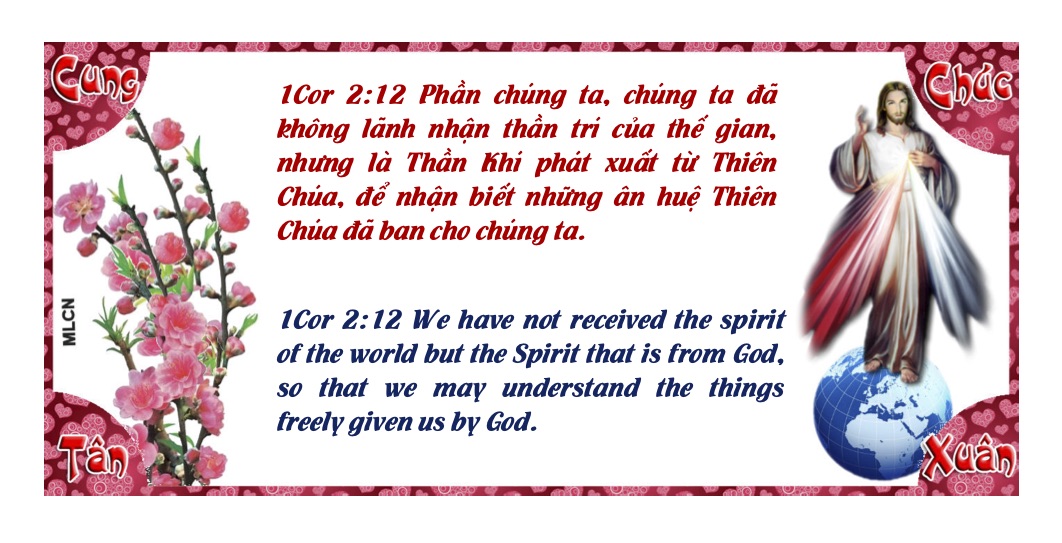 Cung
Chúc
1Cor 2:12 Phần chúng ta, chúng ta đã
không lãnh nhận thần trí của thế gian,
nhưng là Thần Khí phát xuất từ Thiên
Chúa, để nhận biết những ân huệ Thiên
Chúa đã ban cho chúng ta.
MLCN
1Cor 2:12 We have not received the spirit
of the world but the Spirit that is from God,
so that we may understand the things
freely given us by God.
Tân
Xuân